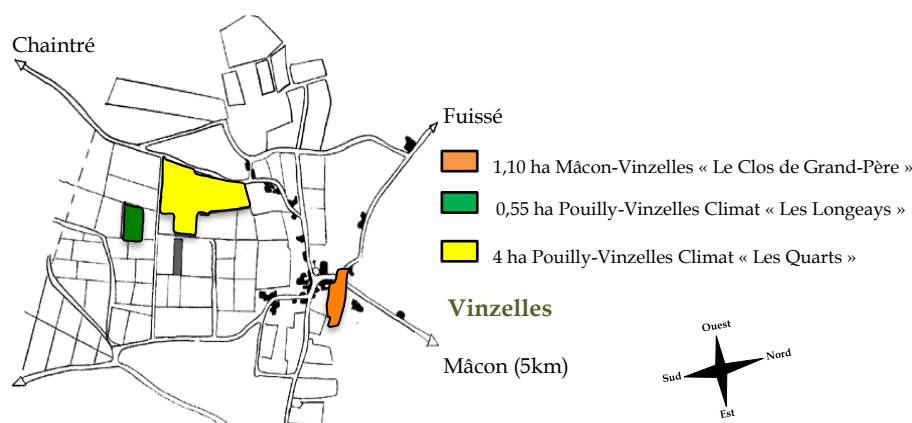 Chaintré
Fuissé
1,10 ha Mâcon-Vinzelles « Le Clos de Grand-Père »
0,55 ha Pouilly-Vinzelles Climat « Les Longeays »
4 ha Pouilly-Vinzelles Climat « Les Quarts »
Vinzelles
Mâcon (5km)
Ouest
Nord
Sud
Est